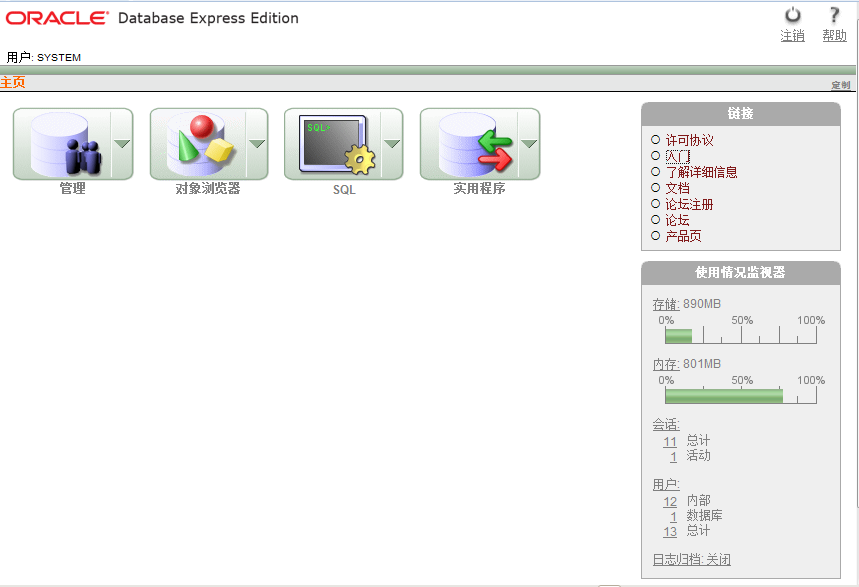 ORACLE® Database Express Edition
注销 帮助
用户: SYSTEM
主页
定制
SQL>
管理 对象浏览器 SQL 实用程序
链接
许可协议
入门
了解详细信息
文档
论坛注册
论坛
产品页
使用情况监视器
存储: 890MB
0% 50% 100%
内存: 801MB
0% 50% 100%
会话:
11 总计
1 活动
用户:
12 内部
1 数据库
13 总计
日志归档: 关闭